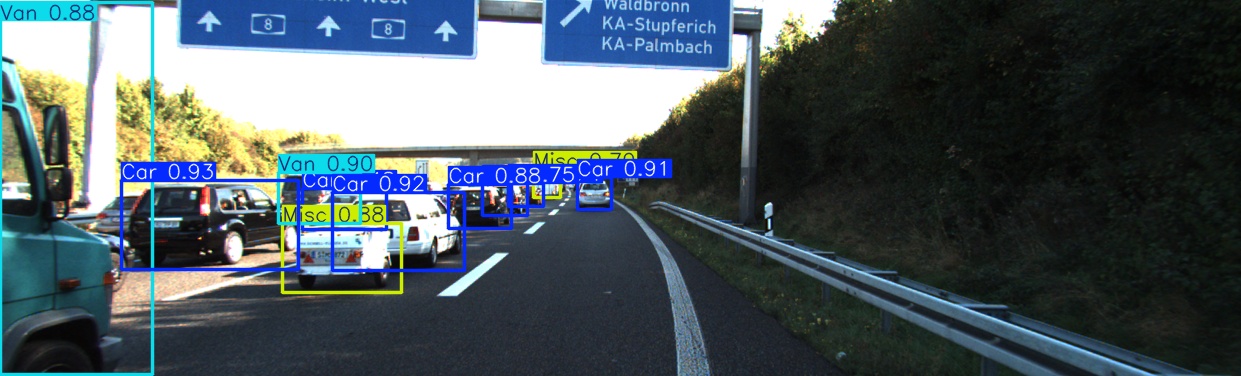 Van 0.88
8
8
Waldbronn
KA-Stupferich
KA-Palmbach
Car 0.93
Van 0.90
Car 0.92
Car 0.88
.75
Car 0.91
Misc 0.88